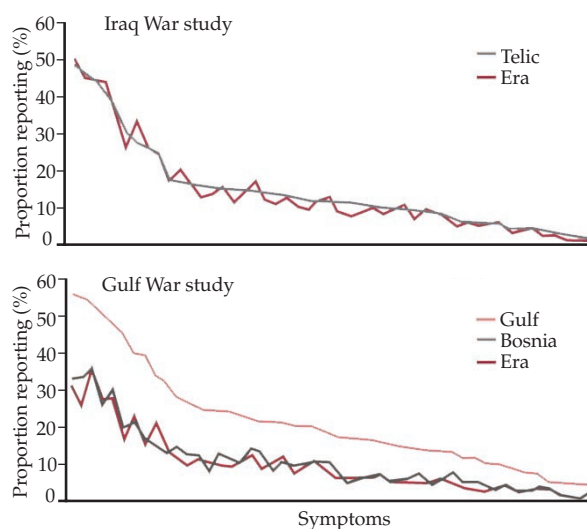 Iraq War study
Proportion reporting (%)
60
50
40
30
20
10
0
Telic
Era
Gulf War study
Proportion reporting (%)
60
50
40
30
20
10
0
Gulf
Bosnia
Era
Symptoms